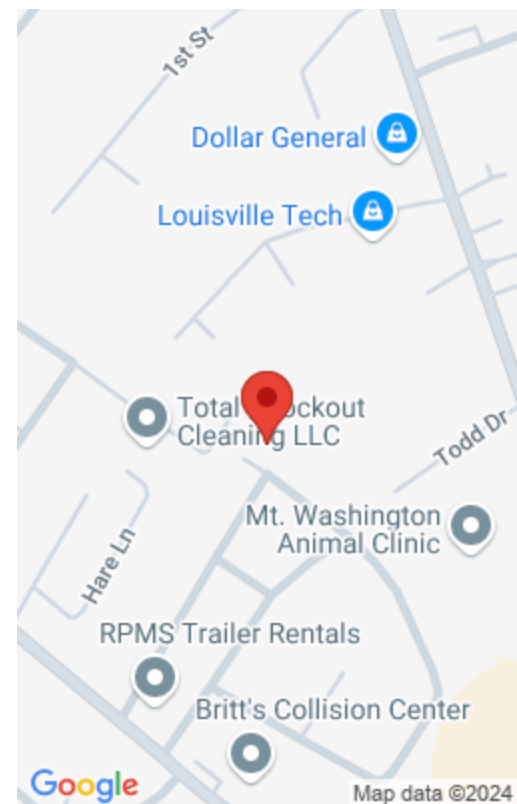 1st St
Dollar General
Louisville Tech
Total
Cleaning LLC
Todd Dr
Mt. Washington
Animal Clinic
Hare Ln
RPMS Trailer Rentals
Britt's Collision Center
Google
Map data ©2024